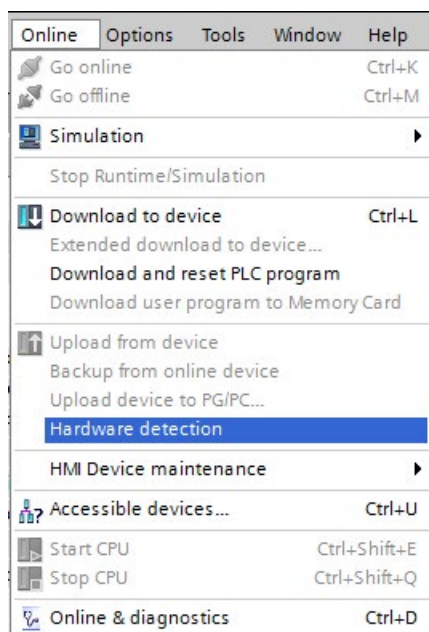 Online Options Tools Window Help
Go online Ctrl+K
Go offline Ctrl+M
Simulation
Stop Runtime/Simulation
Download to device Ctrl+L
Extended download to device...
Download and reset PLC program
Download user program to Memory Card
Upload from device
Backup from online device
Upload device to PG/PC...
Hardware detection
HMI Device maintenance
Accessible devices... Ctrl+U
Start CPU Ctrl+Shift+E
Stop CPU Ctrl+Shift+Q
Online & diagnostics Ctrl+D